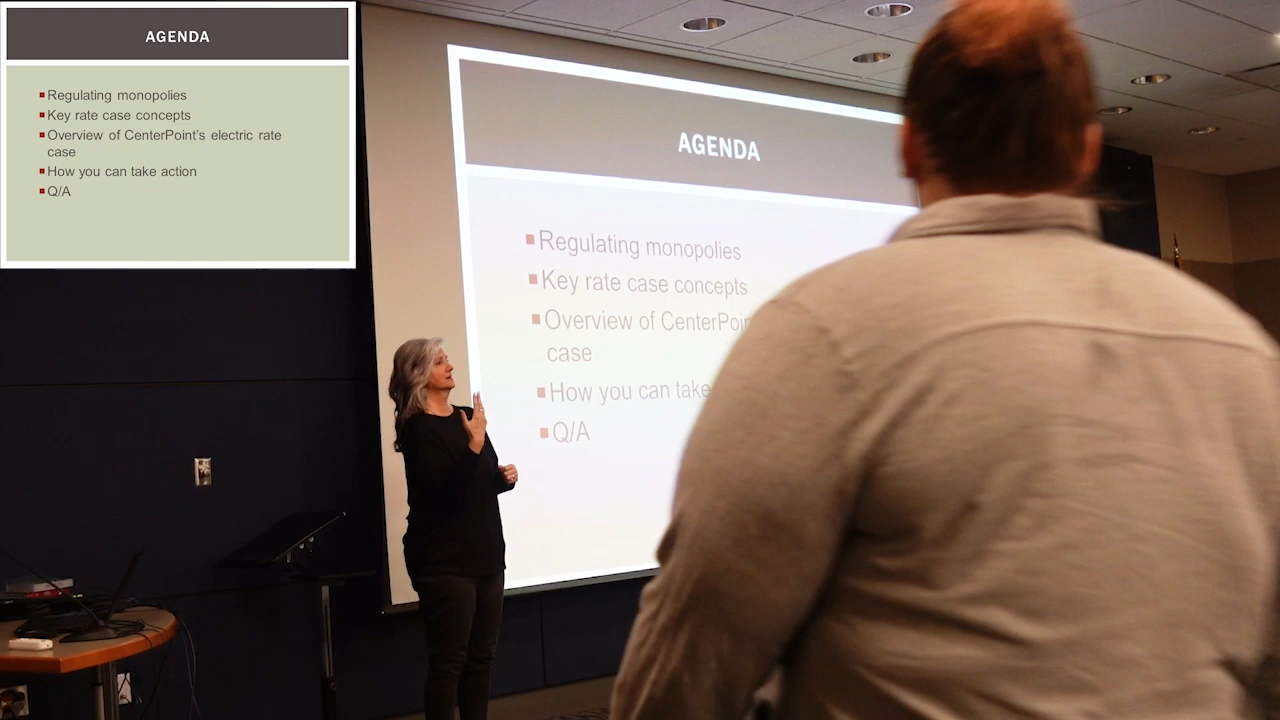 AGENDA
Regulating monopolies
Key rate case concepts
Overview of CenterPoint's electric rate
case
How you can take action
Q/A
AGENDA
Regulating monopolies
Key rate case concepts
Overview of CenterPoin
case
How you can take
Q/A